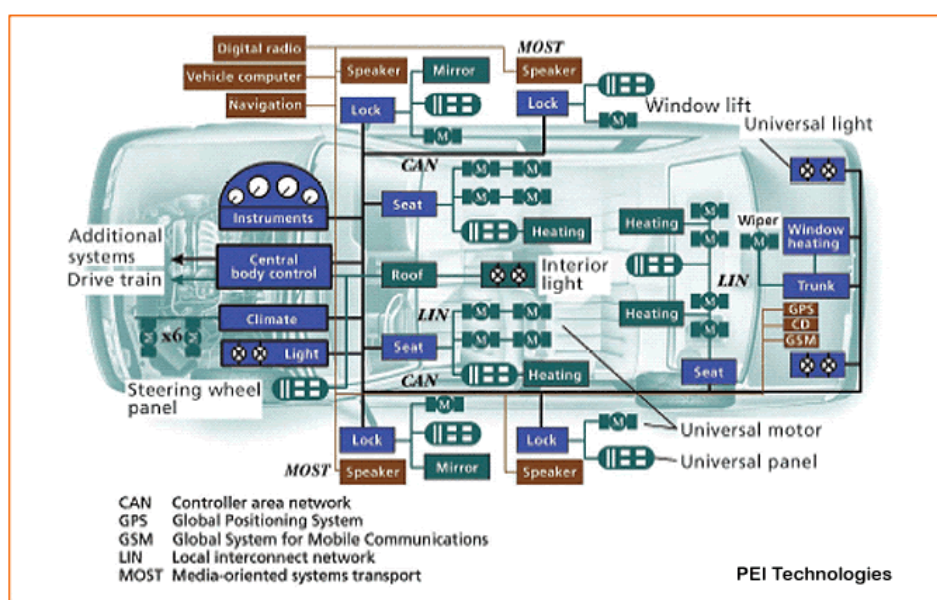 Digital radio
MOST
Vehicle computer
Speaker
Mirror
Speaker
Navigation
Lock
Lock
M
M
Window lift
Universal light
CAN
M
M
Instruments
Seat
M
M
Heating
Heating
M
M
Wiper
M
Window
heating
Additional
systems
Central
body control
Roof
Interior
light
LIN
Trunk
Drive train
Climate
LIN
M
M
Heating
M
M
GPS
CD
GSM
x6
Light
Seat
M
M
CAN
Heating
Seat
Steering wheel
panel
M
M
Lock
Lock
Universal motor
MOST
Speaker
Mirror
Speaker
Universal panel
CAN Controller area network
GPS Global Positioning System
GSM Global System for Mobile Communications
LIN Local interconnect network
MOST Media-oriented systems transport
PEI Technologies